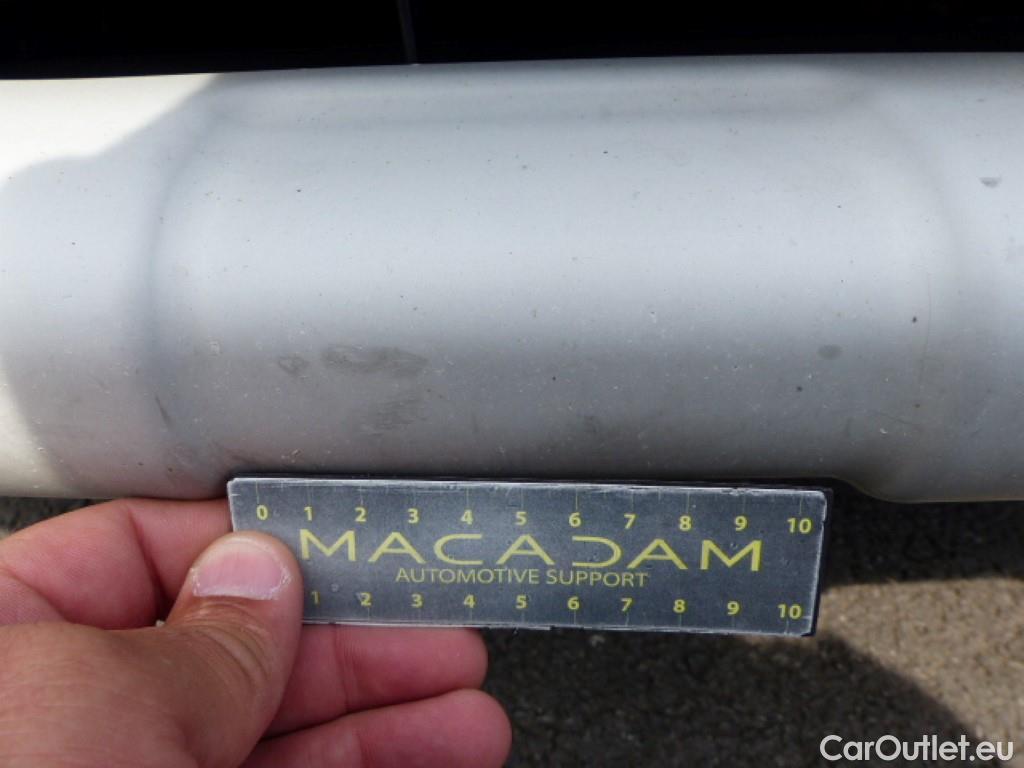 0 1 2 3 4 5 6 7 8 9 10
MACADAM
AUTOMOTIVE SUPPORT
1 2 3 4 5 6 7 8 9 10
CarOutlet.eu